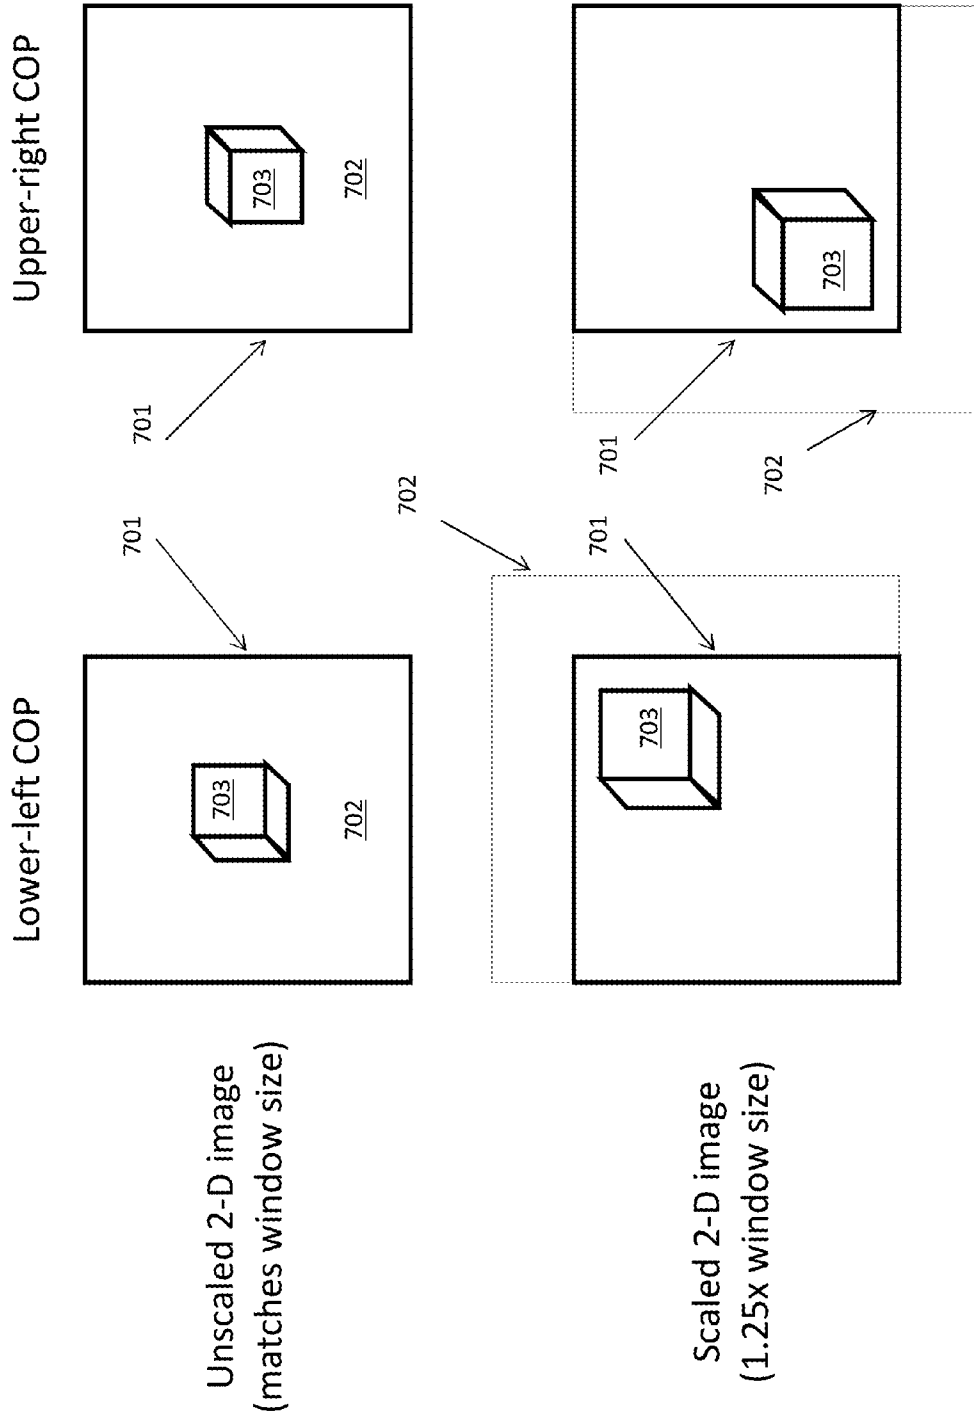 Lower-left COP
Upper-right COP
Unscaled 2-D image
(matches window size)
703
702
701
701
703
702
Scaled 2-D image
(1.25x window size)
703
702
701
701
702
703